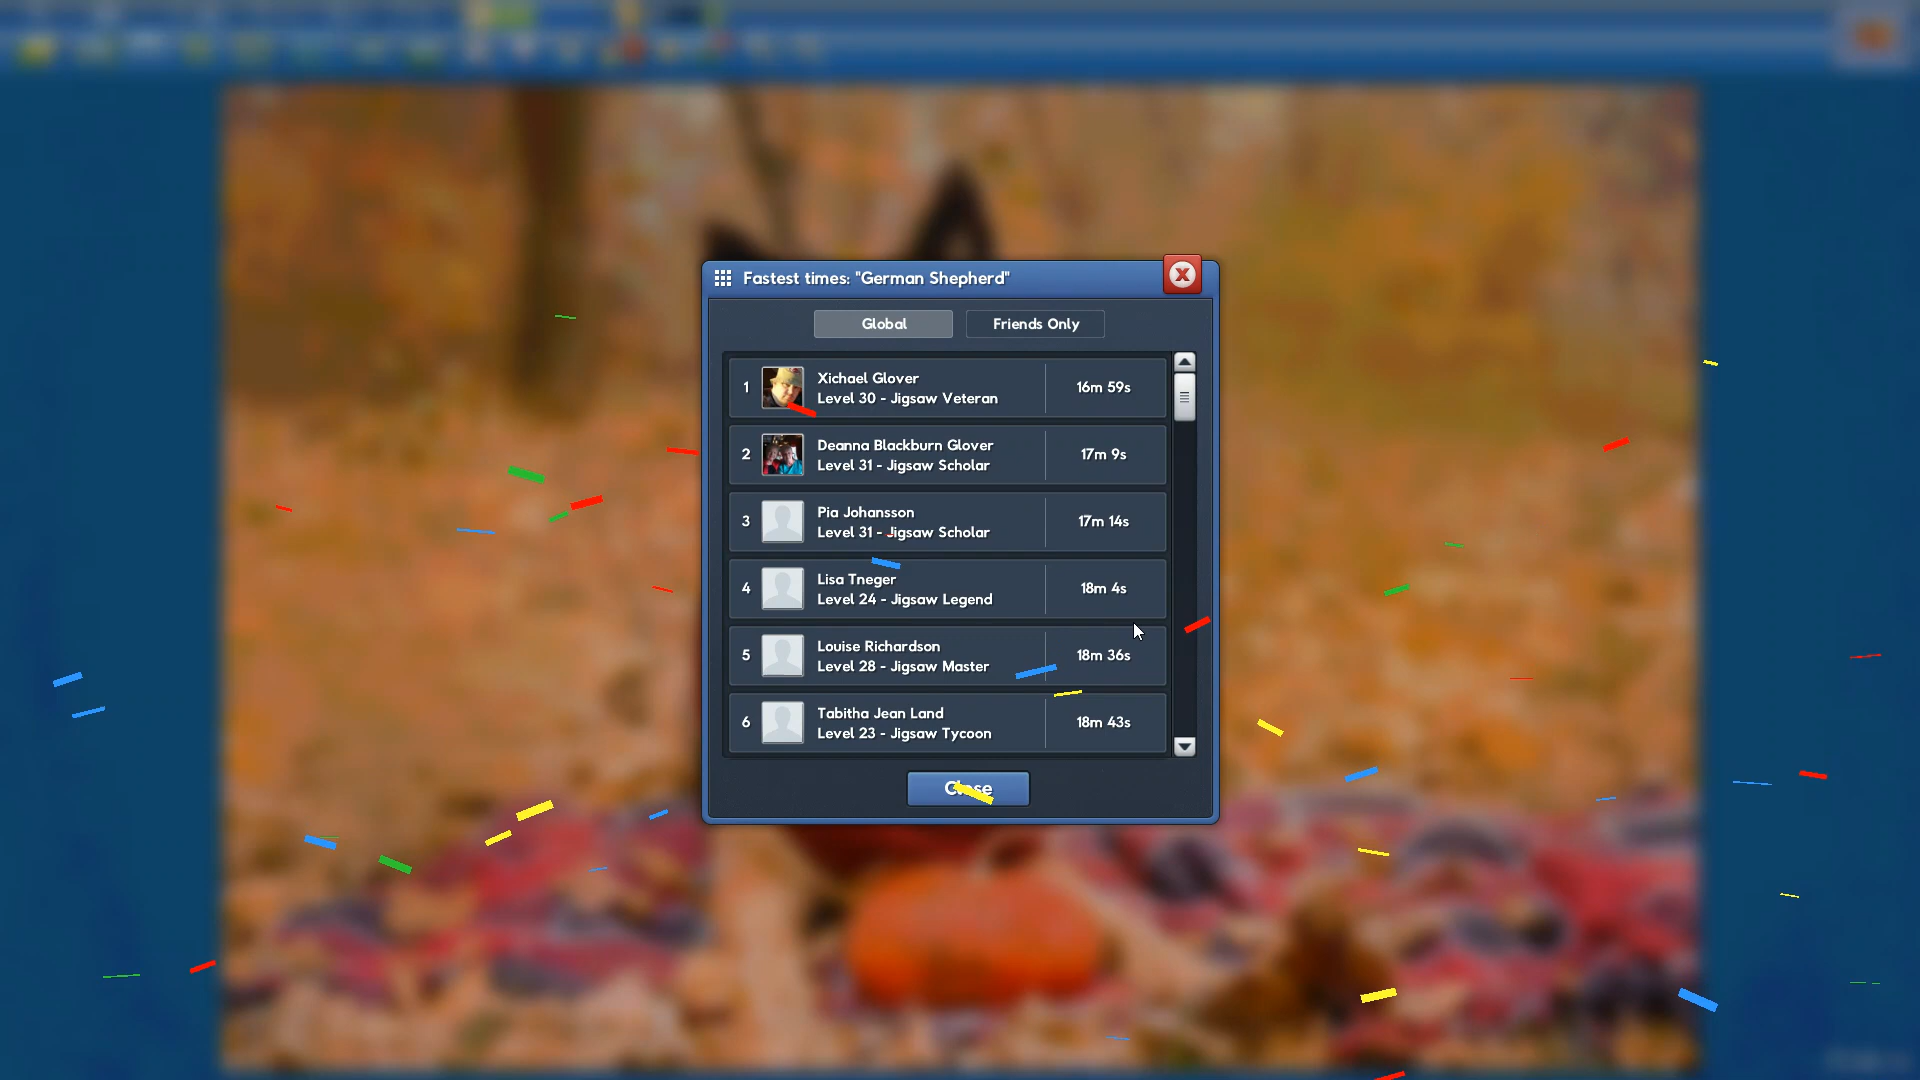 Fastest times: "German Shepherd"
Global
Friends Only
1
Xichael Glover
Level 30 - Jigsaw Veteran
16m 59s
2
Deanna Blackburn Glover
Level 31 - Jigsaw Scholar
17m 9s
3
Pia Johansson
Level 31 - Jigsaw Scholar
17m 14s
4
Lisa Tneger
Level 24 - Jigsaw Legend
18m 4s
5
Louise Richardson
Level 28 - Jigsaw Master
18m 36s
6
Tabitha Jean Land
Level 23 - Jigsaw Tycoon
18m 43s
Close